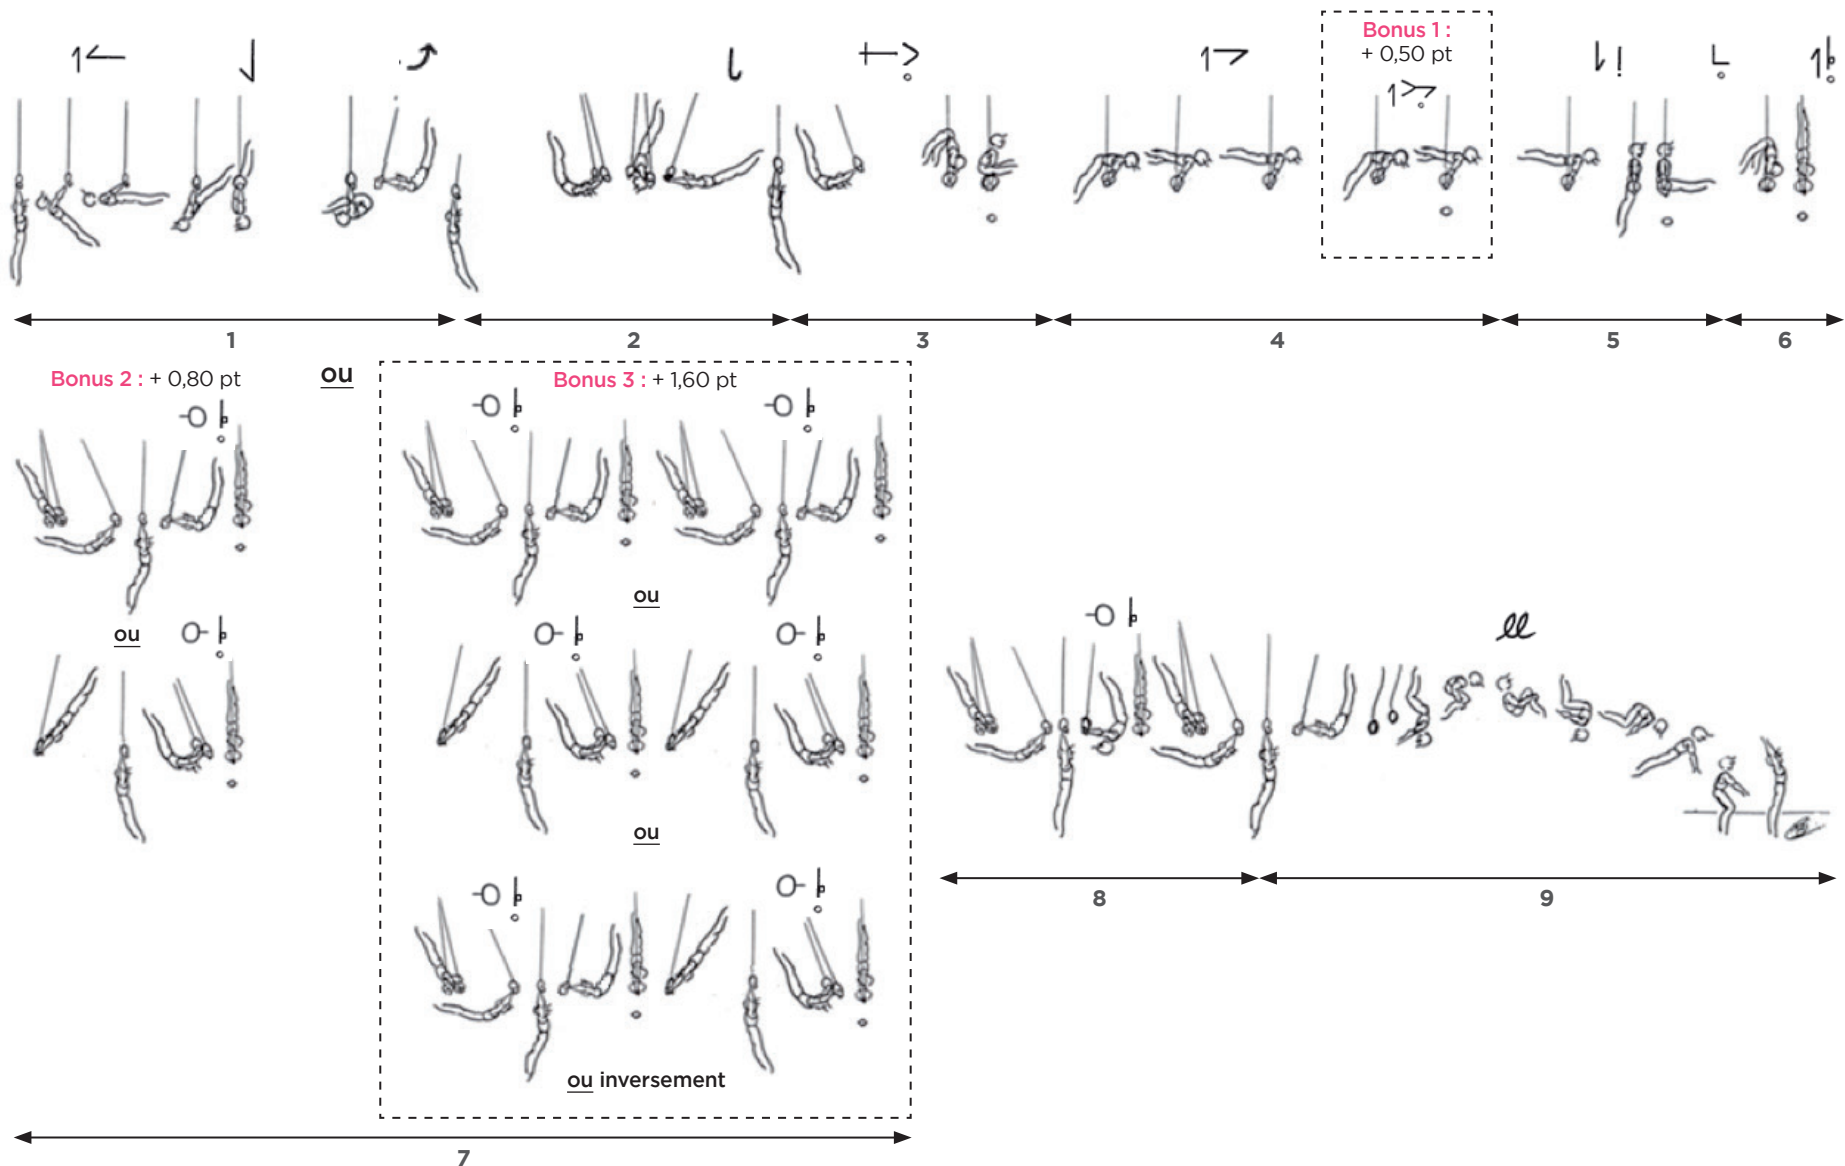 Bonus 1 :
+ 0,50 pt
1
2
3
4
5
6
Bonus 2 : + 0,80 pt
ou
Bonus 3 : + 1,60 pt
ou
ou
ou
ou inversement
7
8
9